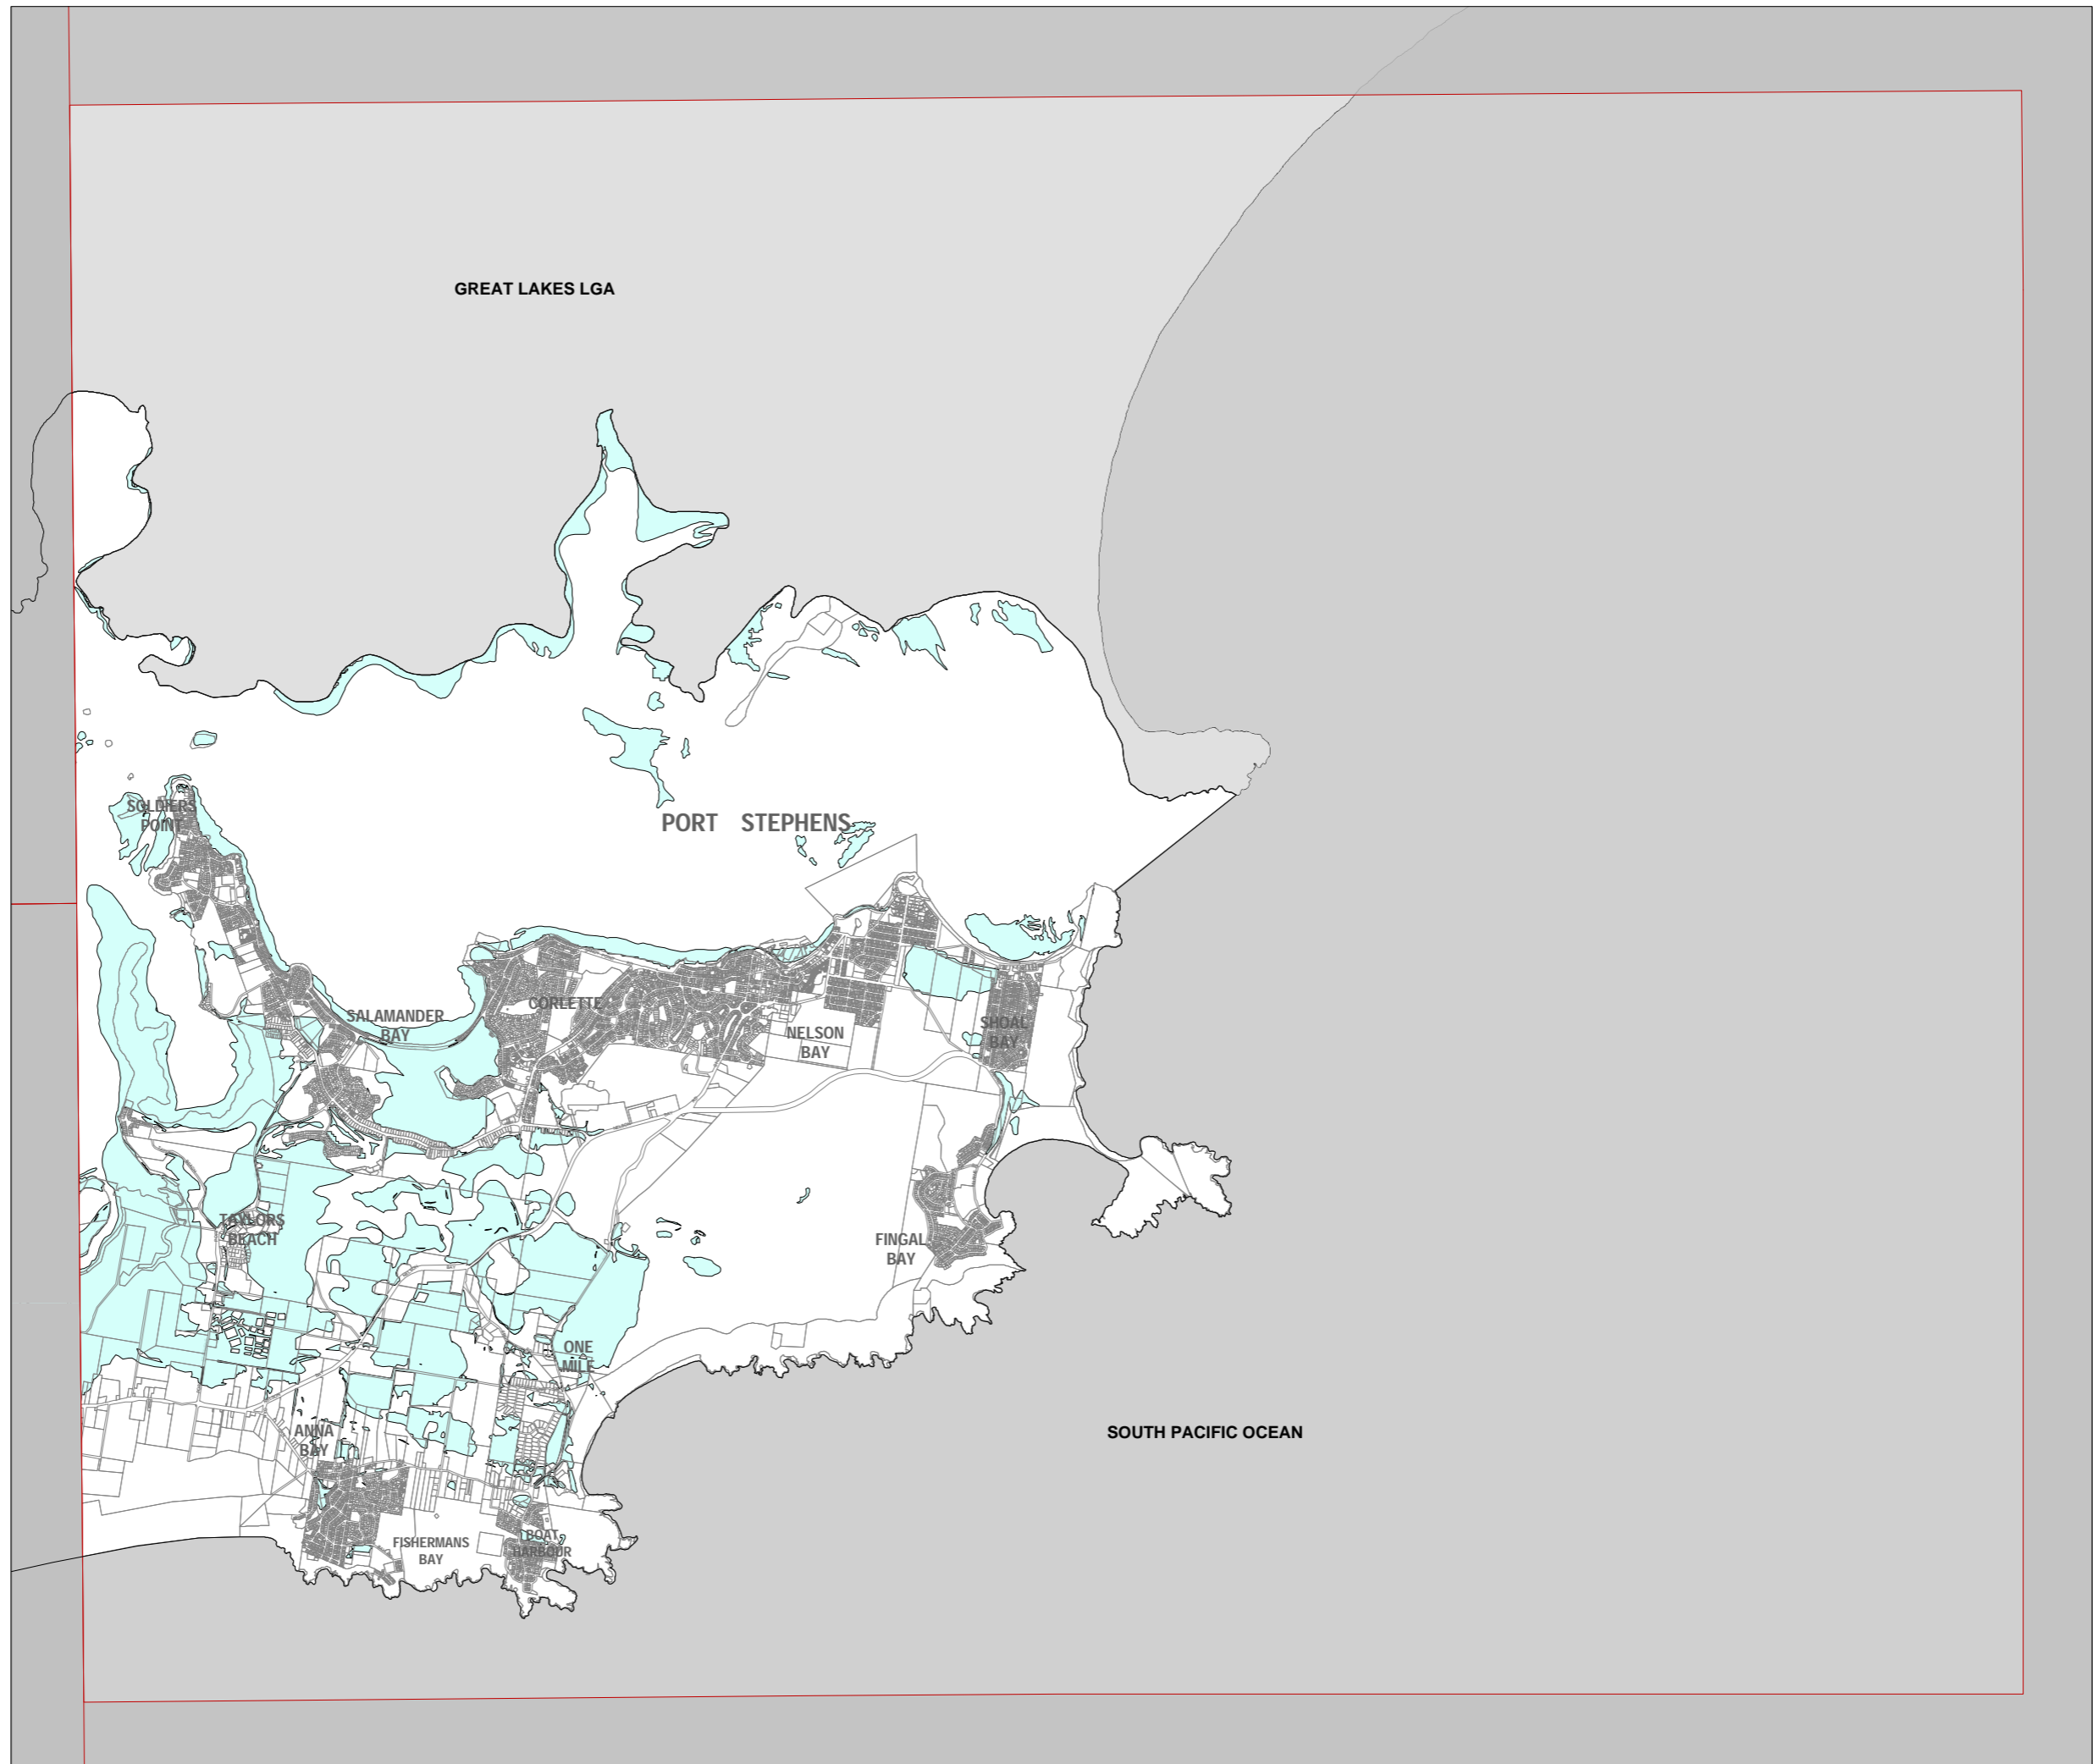 GREAT LAKES LGA
SOLDIERS
POINT
PORT STEPHENS
CORLETTE
SALAMANDER
BAY
NELSON
BAY
SHOAL
BAY
TAYLORS
BEACH
FINGAL
BAY
ONE
MILE
ANNA
BAY
SOUTH PACIFIC OCEAN
FISHERMANS
BAY
BOAT
HARBOUR